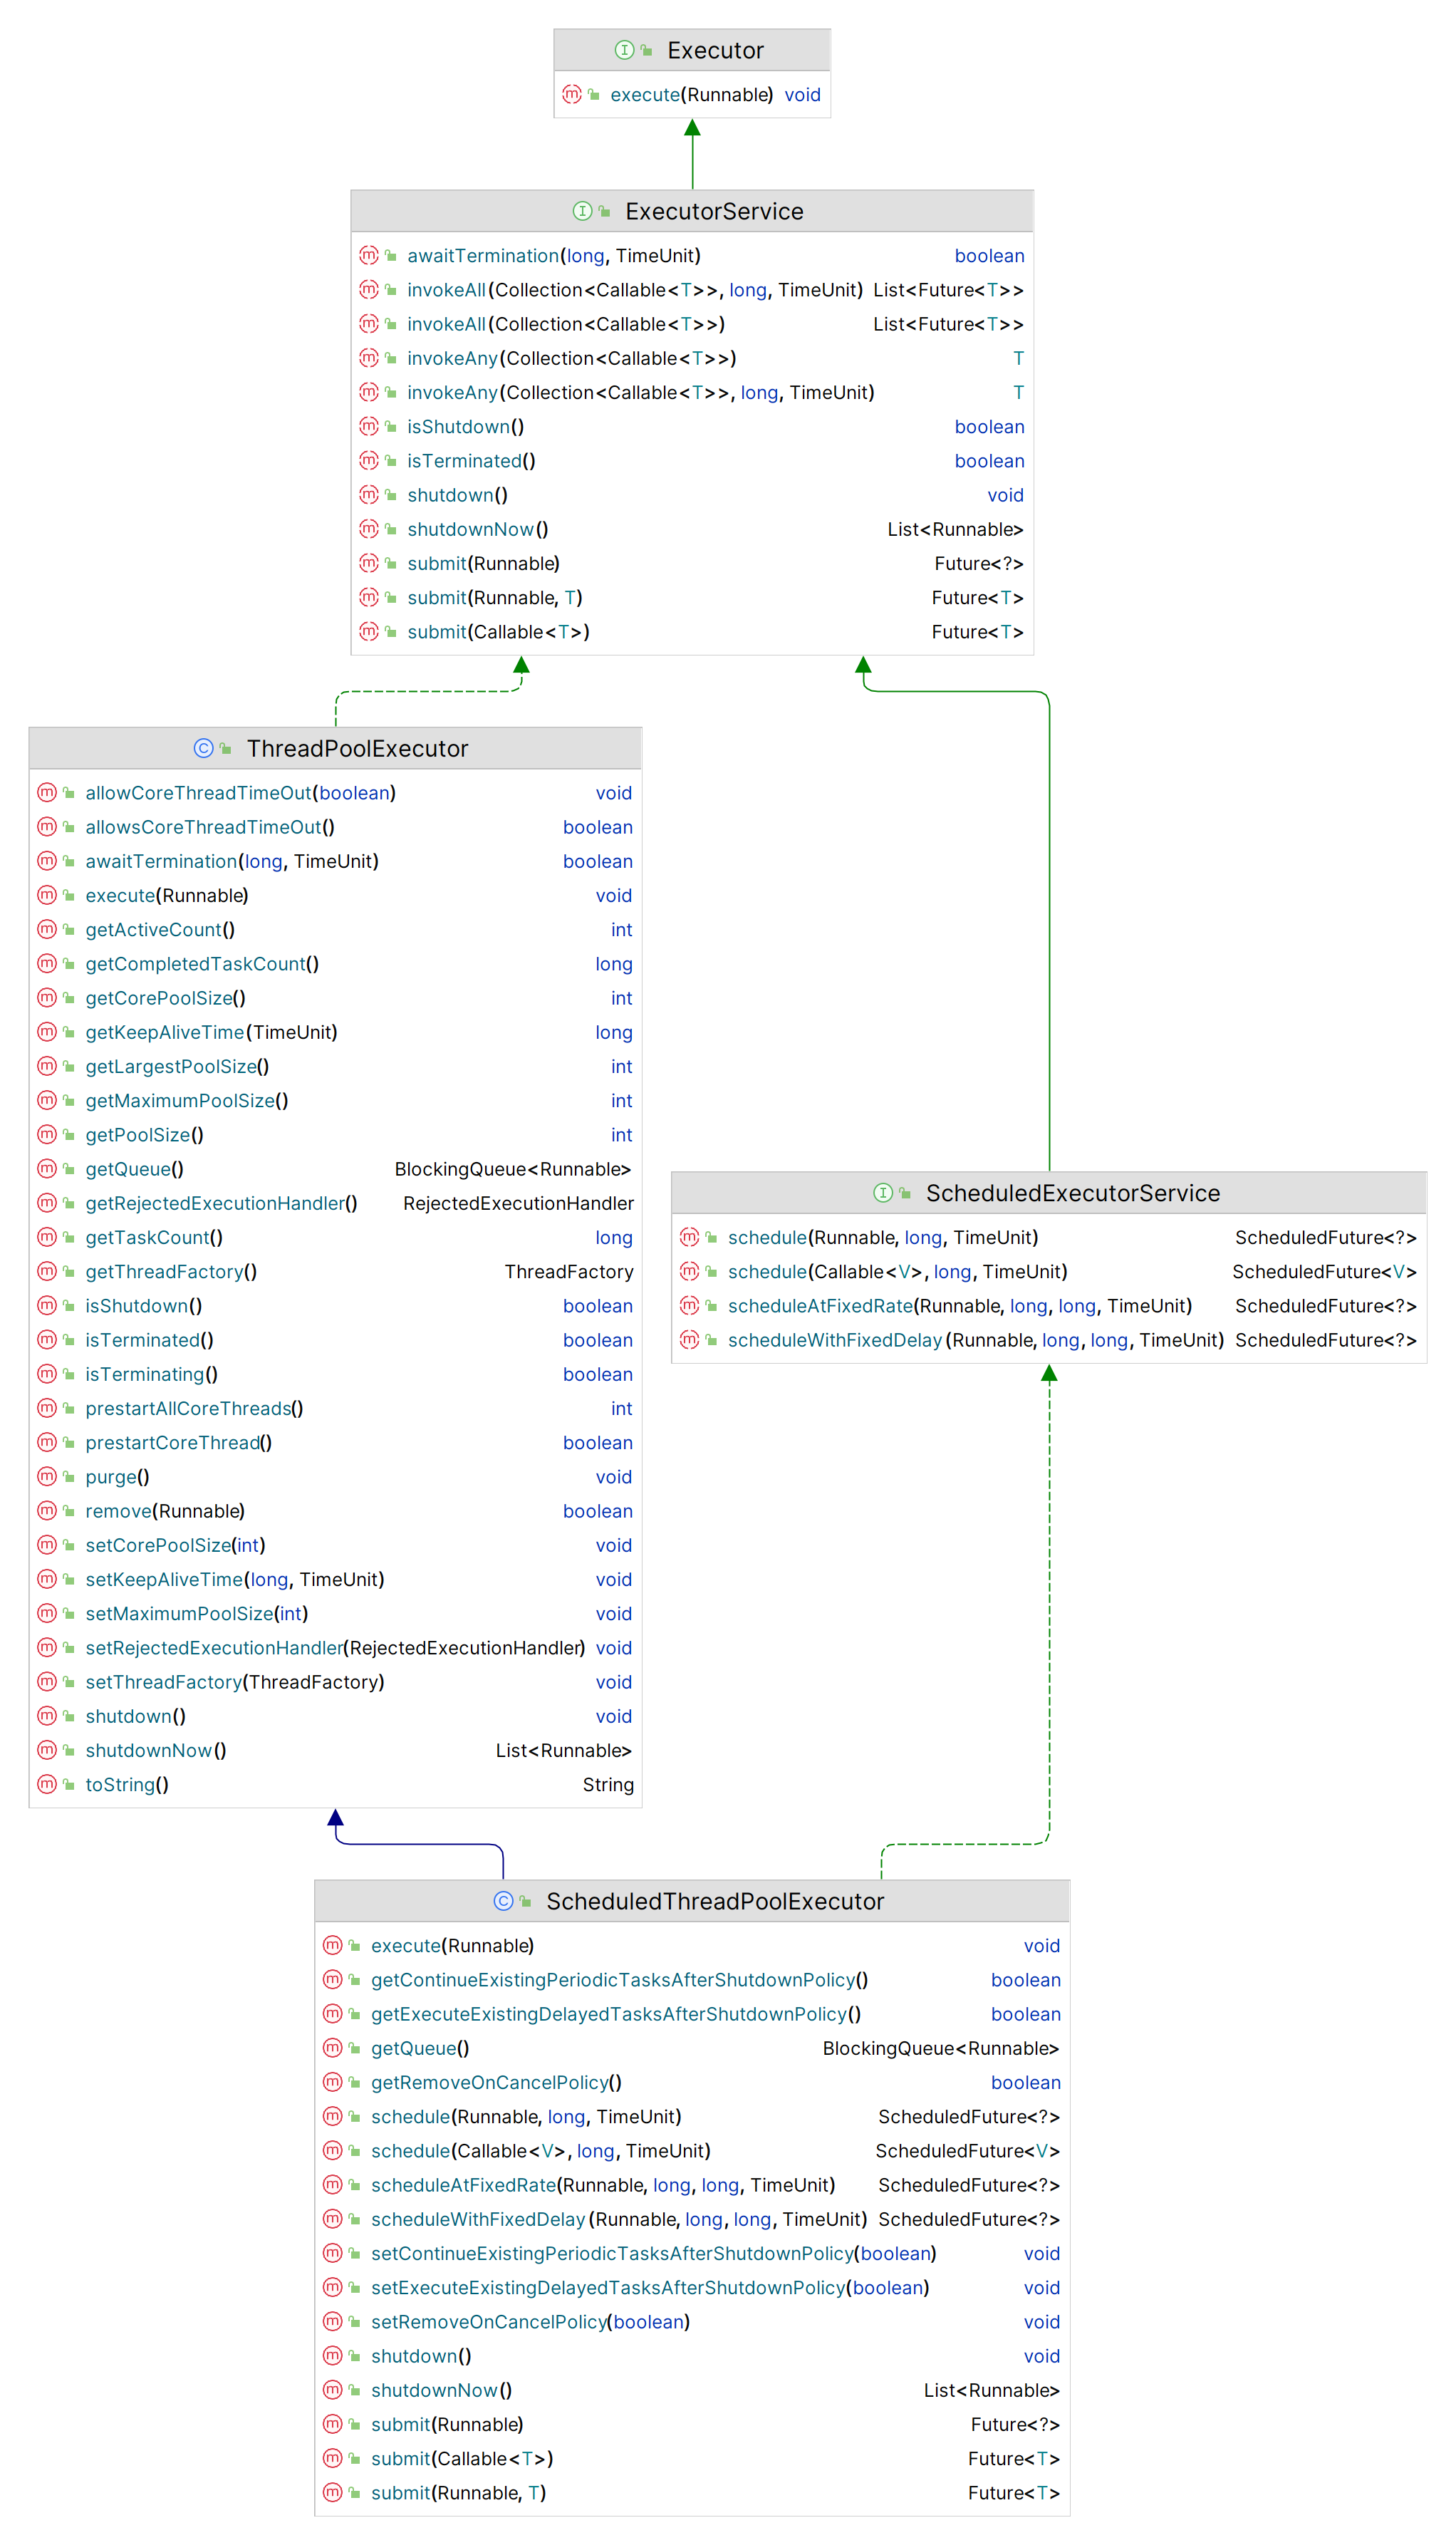 Executor
execute(Runnable) void
ExecutorService
awaitTermination(long, TimeUnit) boolean
invokeAll(Collection<Callable<T>>, long, TimeUnit) List<Future<T>>
invokeAll(Collection<Callable<T>>) List<Future<T>>
invokeAny(Collection<Callable<T>>) T
invokeAny(Collection<Callable<T>>, long, TimeUnit) T
isShutdown() boolean
isTerminated() boolean
shutdown() void
shutdownNow() List<Runnable>
submit(Runnable) Future<?>
submit(Runnable, T) Future<T>
submit(Callable<T>) Future<T>
ThreadPoolExecutor
allowCoreThreadTimeOut(boolean) void
allowsCoreThreadTimeOut() boolean
awaitTermination(long, TimeUnit) boolean
execute(Runnable) void
getActiveCount() int
getCompletedTaskCount() long
getCorePoolSize() int
getKeepAliveTime(TimeUnit) long
getLargestPoolSize() int
getMaximumPoolSize() int
getPoolSize() int
getQueue() BlockingQueue<Runnable>
getRejectedExecutionHandler() RejectedExecutionHandler
getTaskCount() long
getThreadFactory() ThreadFactory
isShutdown() boolean
isTerminated() boolean
isTerminating() boolean
prestartAllCoreThreads() int
prestartCoreThread() boolean
purge() void
remove(Runnable) boolean
setCorePoolSize(int) void
setKeepAliveTime(long, TimeUnit) void
setMaximumPoolSize(int) void
setRejectedExecutionHandler(RejectedExecutionHandler) void
setThreadFactory(ThreadFactory) void
shutdown() void
shutdownNow() List<Runnable>
toString() String
ScheduledExecutorService
schedule(Runnable, long, TimeUnit) ScheduledFuture<?>
schedule(Callable<V>, long, TimeUnit) ScheduledFuture<V>
scheduleAtFixedRate(Runnable, long, long, TimeUnit) ScheduledFuture<?>
scheduleWithFixedDelay(Runnable, long, long, TimeUnit) ScheduledFuture<?>
ScheduledThreadPoolExecutor
execute(Runnable) void
getContinueExistingPeriodicTasksAfterShutdownPolicy() boolean
getExecuteExistingDelayedTasksAfterShutdownPolicy() boolean
getQueue() BlockingQueue<Runnable>
getRemoveOnCancelPolicy() boolean
schedule(Runnable, long, TimeUnit) ScheduledFuture<?>
schedule(Callable<V>, long, TimeUnit) ScheduledFuture<V>
scheduleAtFixedRate(Runnable, long, long, TimeUnit) ScheduledFuture<?>
scheduleWithFixedDelay(Runnable, long, long, TimeUnit) ScheduledFuture<?>
setContinueExistingPeriodicTasksAfterShutdownPolicy(boolean) void
setExecuteExistingDelayedTasksAfterShutdownPolicy(boolean) void
setRemoveOnCancelPolicy(boolean) void
shutdown() void
shutdownNow() List<Runnable>
submit(Runnable) Future<?>
submit(Callable<T>) Future<T>
submit(Runnable, T) Future<T>